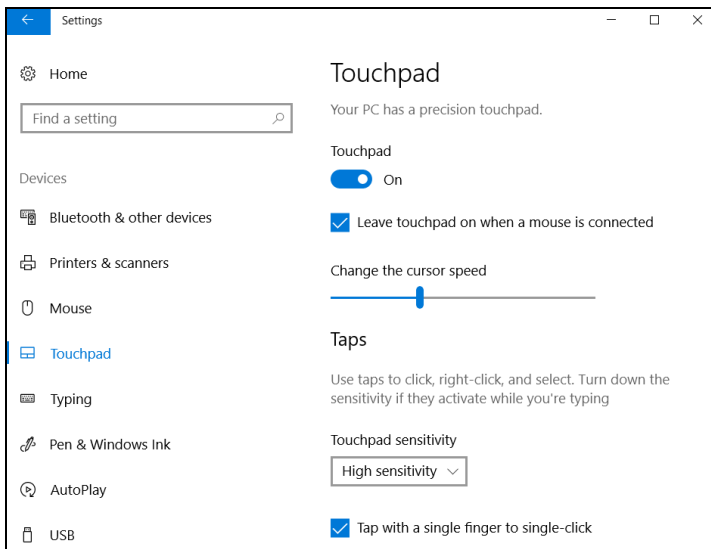 Settings
Home
Find a setting
Devices
Bluetooth & other devices
Printers & scanners
Mouse
Touchpad
Typing
Pen & Windows Ink
AutoPlay
USB
Touchpad
Your PC has a precision touchpad.
Touchpad
On
Leave touchpad on when a mouse is connected
Change the cursor speed
Taps
Use taps to click, right-click, and select. Turn down the
sensitivity if they activate while you're typing
Touchpad sensitivity
High sensitivity
Tap with a single finger to single-click